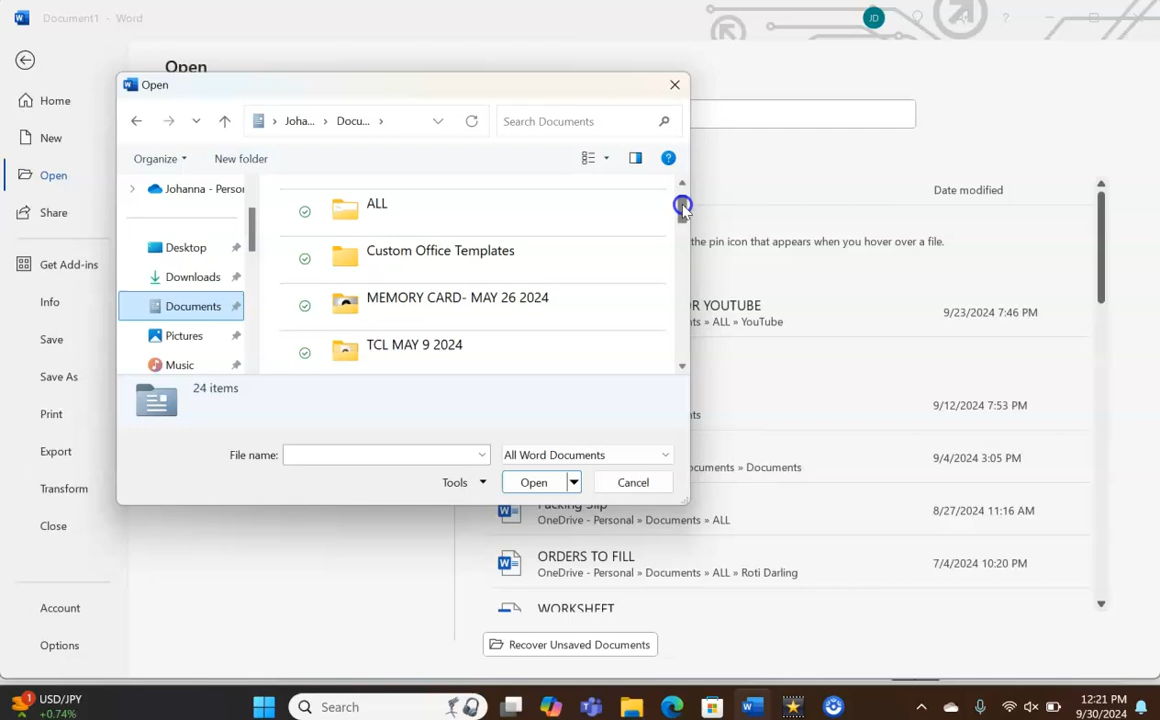 Document1 - Word
JD
Open
Home
New
Open
Share
Get Add-ins
Info
Save
Save As
Print
Export
Transform
Close
Account
Options
Open
Joha... > Docu... >
Search Documents
Organize
New folder
Johanna - Perso
Desktop
Downloads
Documents
Pictures
Music
ALL
Custom Office Templates
MEMORY CARD- MAY 26 2024
TCL MAY 9 2024
24 items
File name:
All Word Documents
Tools
Open
Cancel
Date modified
the pin icon that appears when you hover over a file.
OR YOUTUBE
9/23/2024 7:46 PM
ents » ALL » YouTube
9/12/2024 7:53 PM
nts
9/4/2024 3:05 PM
ocuments » Documents
Packing Slip
8/27/2024 11:16 AM
OneDrive - Personal » Documents » ALL
ORDERS TO FILL
7/4/2024 10:20 PM
OneDrive - Personal » Documents » ALL » Roti Darling
WORKSHEET
Recover Unsaved Documents
1
USD/JPY
+0.74%
Search
12:21 PM
9/30/2024